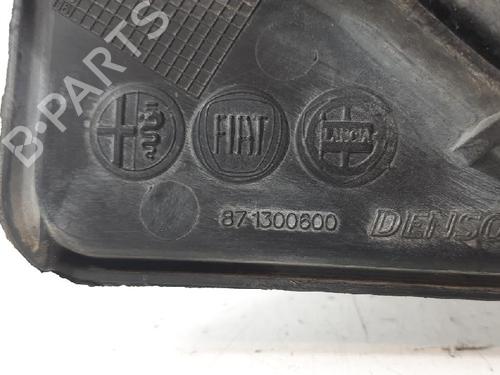 B-PARTS
FIAT
LANCIA
871300600
DENSO